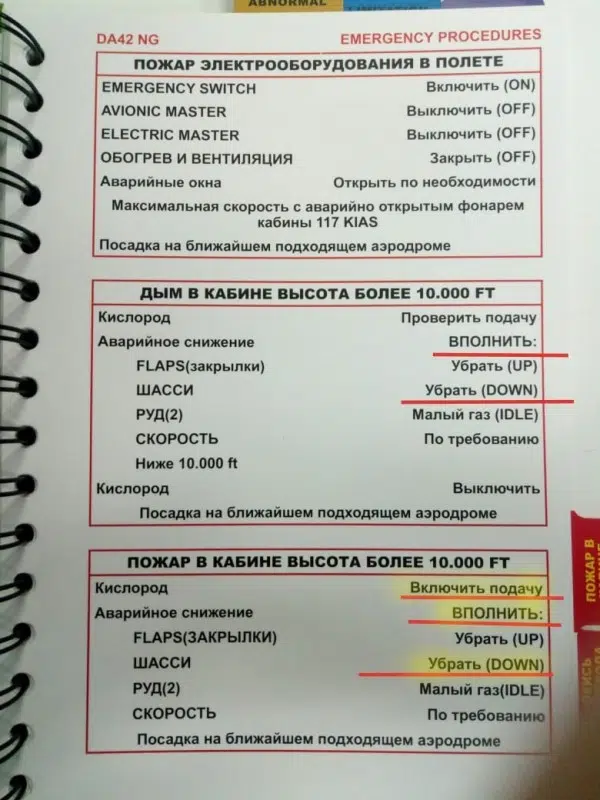 ABNORMAL
DA42 NG EMERGENCY PROCEDURES
ПОЖАР ЭЛЕКТРООБОРУДОВАНИЯ В ПОЛЕТЕ
EMERGENCY SWITCH Включить (ON)
AVIONIC MASTER Выключить (OFF)
ELECTRIC MASTER Выключить (OFF)
ОБОГРЕВ И ВЕНТИЛЯЦИЯ Закрыть (OFF)
Аварийные окна Открыть по необходимости
Максимальная скорость с аварийно открытым фонарем
кабины 117 KIAS
Посадка на ближайшем подходящем аэродроме
ДЫМ В КАБИНЕ ВЫСОТА БОЛЕЕ 10.000 FT
Кислород Проверить подачу
Аварийное снижение ВПОЛНИТЬ:
FLAPS(закрылки) Убрать (UP)
ШАССИ Убрать (DOWN)
РУД(2) Малый газ (IDLE)
СКОРОСТЬ По требованию
Ниже 10.000 ft
Кислород Выключить
Посадка на ближайшем подходящем аэродроме
ПОЖАР В КАБИНЕ ВЫСОТА БОЛЕЕ 10.000 FT
Кислород Включить подачу
Аварийное снижение ВПОЛНИТЬ:
FLAPS(ЗАКРЫЛКИ) Убрать (UP)
ШАССИ Убрать (DOWN)
РУД(2) Малый газ(IDLE)
СКОРОСТЬ По требованию
Посадка на ближайшем подходящем аэродроме
ПОЖАР В